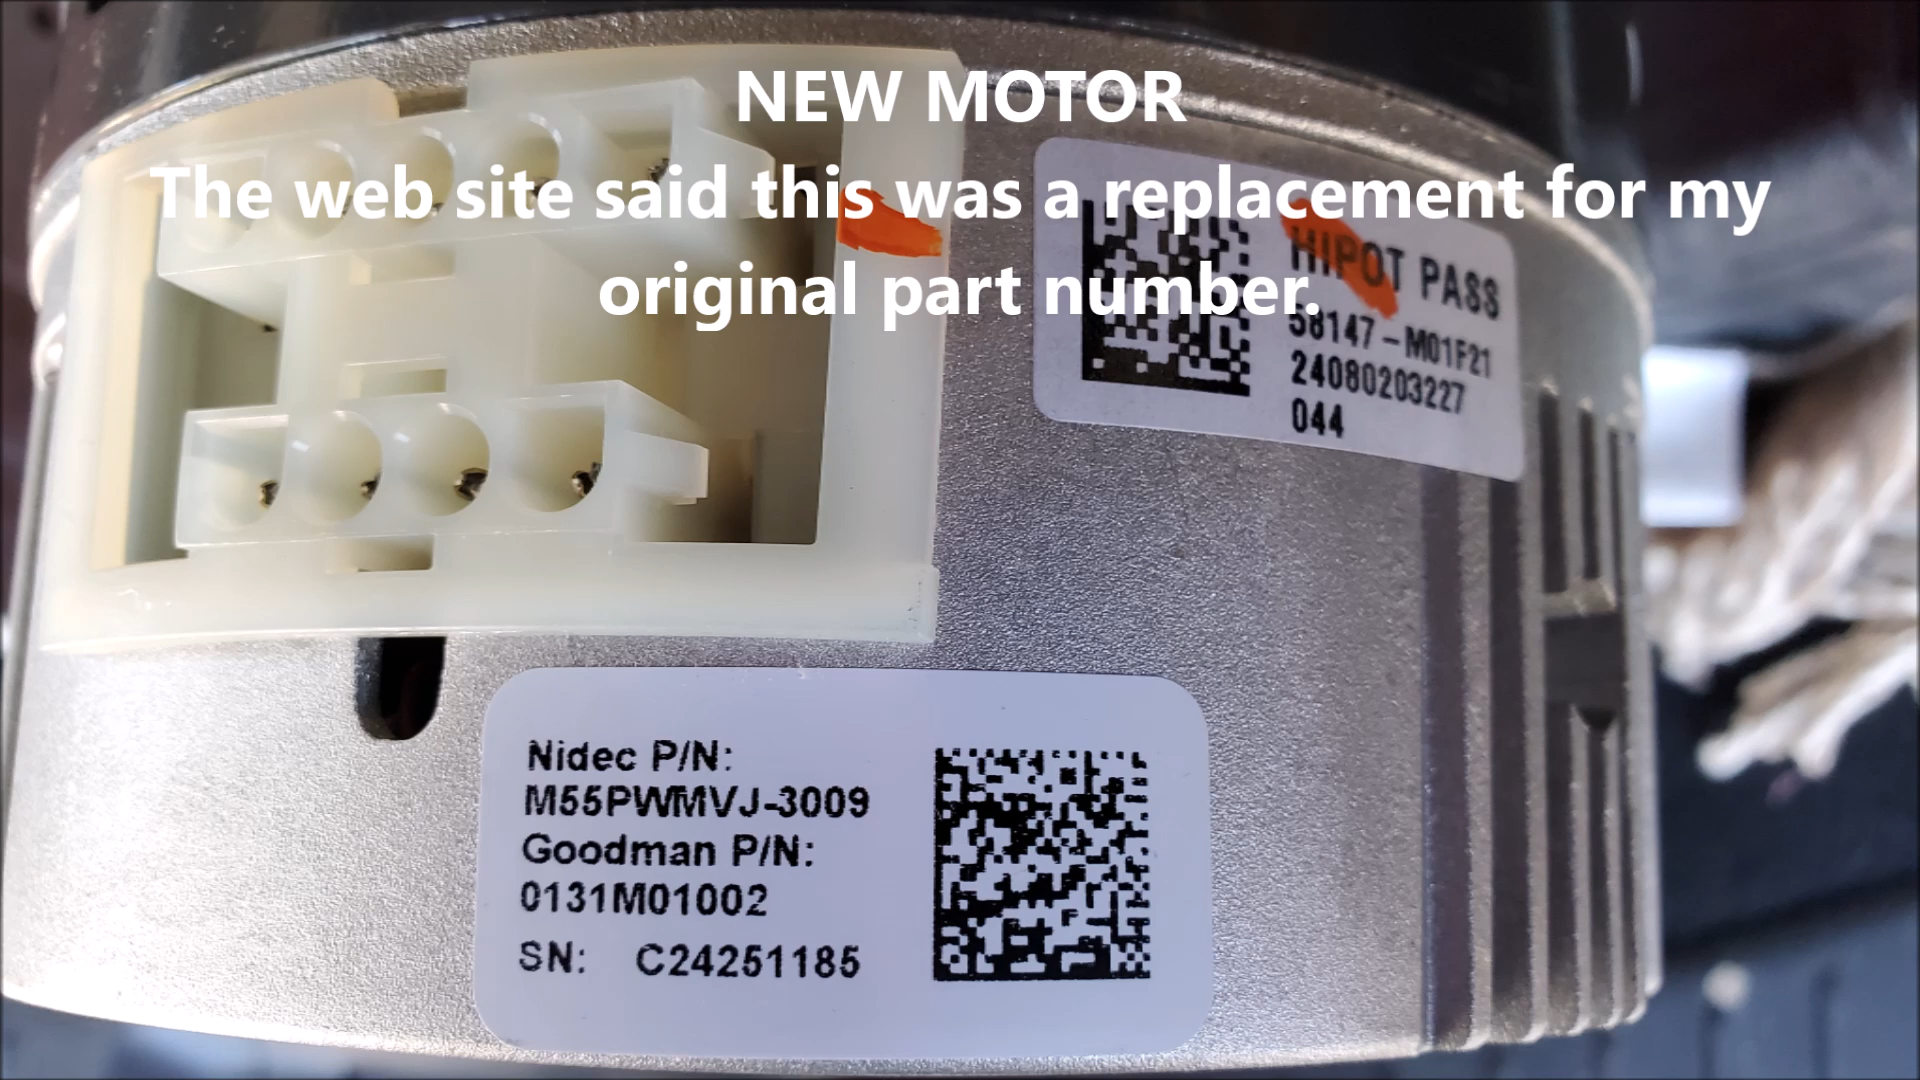 NEW MOTOR
The web site said this was a replacement for my
original part number.
HIPOT PASS
58147-M01F21
24080203227
044
Nidec P/N:
M55PWMVJ-3009
Goodman P/N:
0131M01002
SN: C24251185